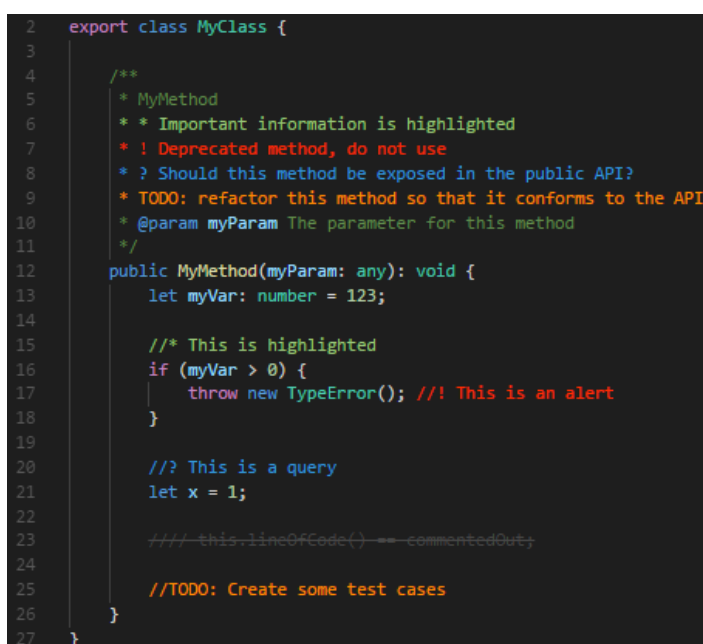 2 export class MyClass {
3
4 /**
5 * MyMethod
6 * * Important information is highlighted
7 * ! Deprecated method, do not use
8 * ? Should this method be exposed in the public API?
9 * TODO: refactor this method so that it conforms to the API
10 * @param myParam The parameter for this method
11 */
12 public MyMethod(myParam: any): void {
13 let myVar: number = 123;
14
15 //* This is highlighted
16 if (myVar > 0) {
17 throw new TypeError(); //! This is an alert
18 }
19
20 //? This is a query
21 let x = 1;
22
23 //// this.lineOfCode() == commentedOut;
24
25 //TODO: Create some test cases
26 }
27 }